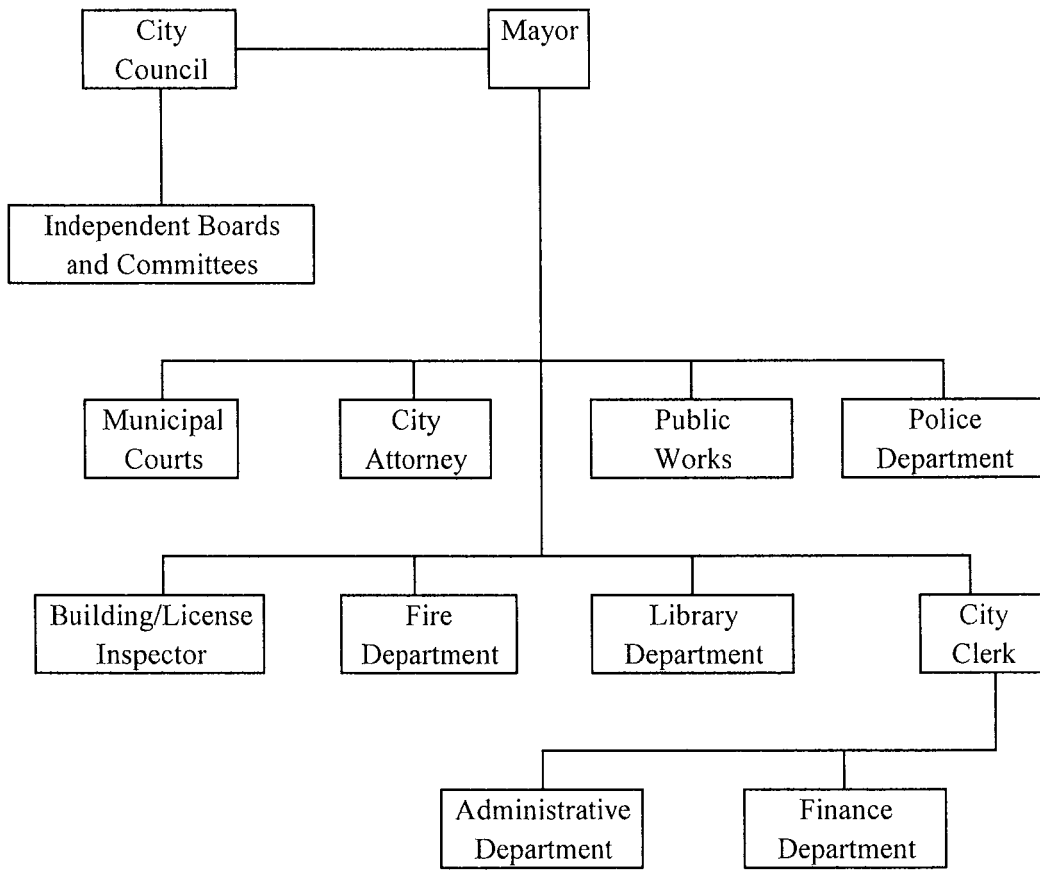 City
Council
Mayor
Independent Boards
and Committees
Municipal
Courts
City
Attorney
Public
Works
Police
Department
Building/License
Inspector
Fire
Department
Library
Department
City
Clerk
Administrative
Department
Finance
Department